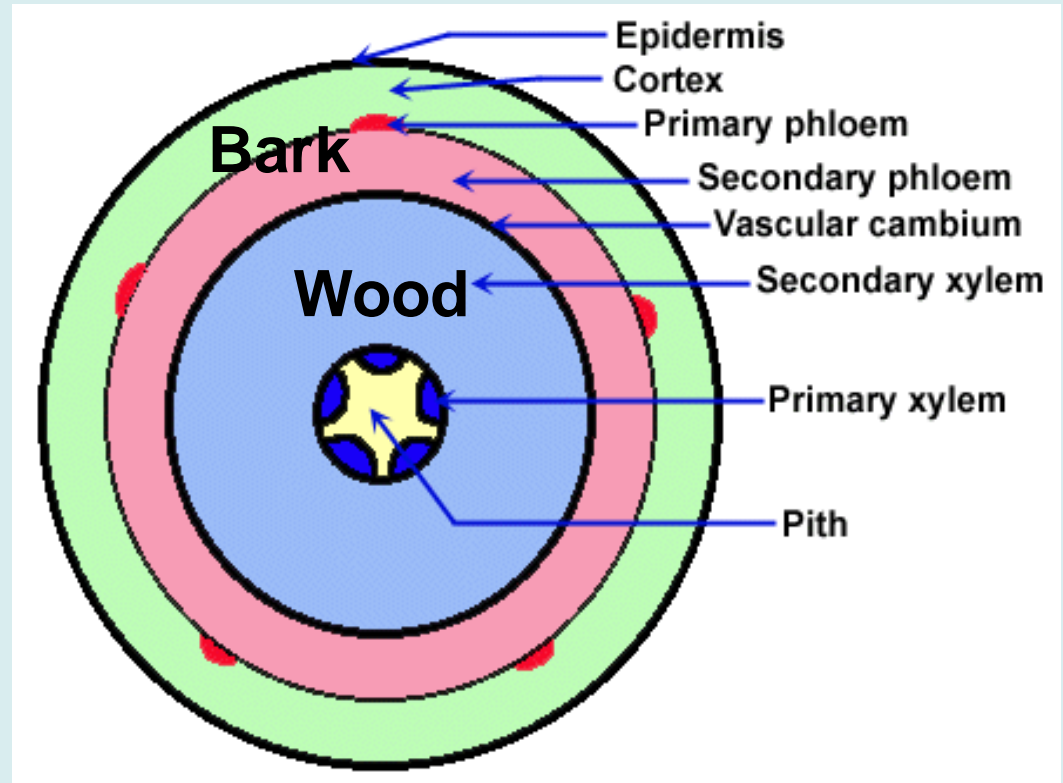 Epidermis
Cortex
Primary phloem
Bark
Secondary phloem
Vascular cambium
Wood
Secondary xylem
Primary xylem
Pith